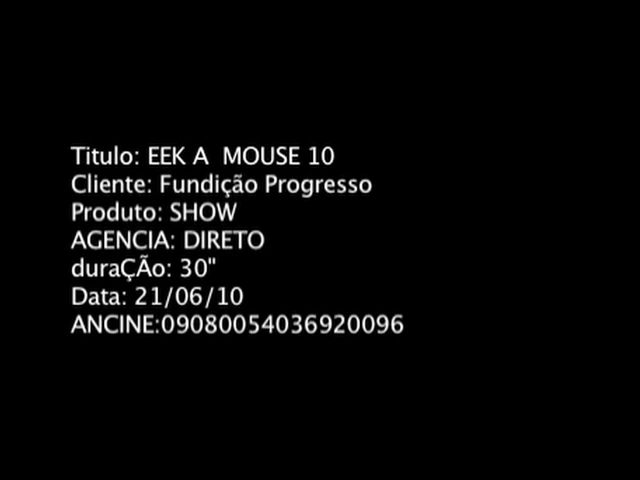 Titulo: EEK A  MOUSE 10
Cliente: Fundição Progresso
Produto: SHOW
AGENCIA: DIRETO
duraÇÃo: 30"
Data: 21/06/10
ANCINE:09080054036920096